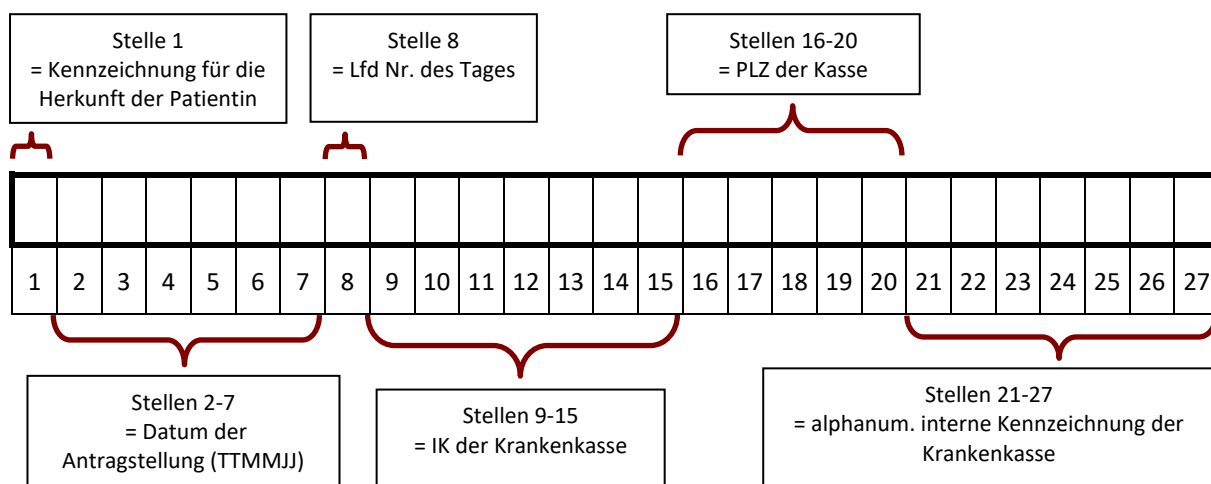 Stelle 1
= Kennzeichnung für die
Herkunft der Patientin
Stelle 8
= Lfd Nr. des Tages
Stellen 16-20
= PLZ der Kasse
1 2 3 4 5 6 7 8 9 10 11 12 13 14 15 16 17 18 19 20 21 22 23 24 25 26 27
Stellen 2-7
= Datum der
Antragstellung (TTMMJJ)
Stellen 9-15
= IK der Krankenkasse
Stellen 21-27
= alphanum. interne Kennzeichnung der
Krankenkasse